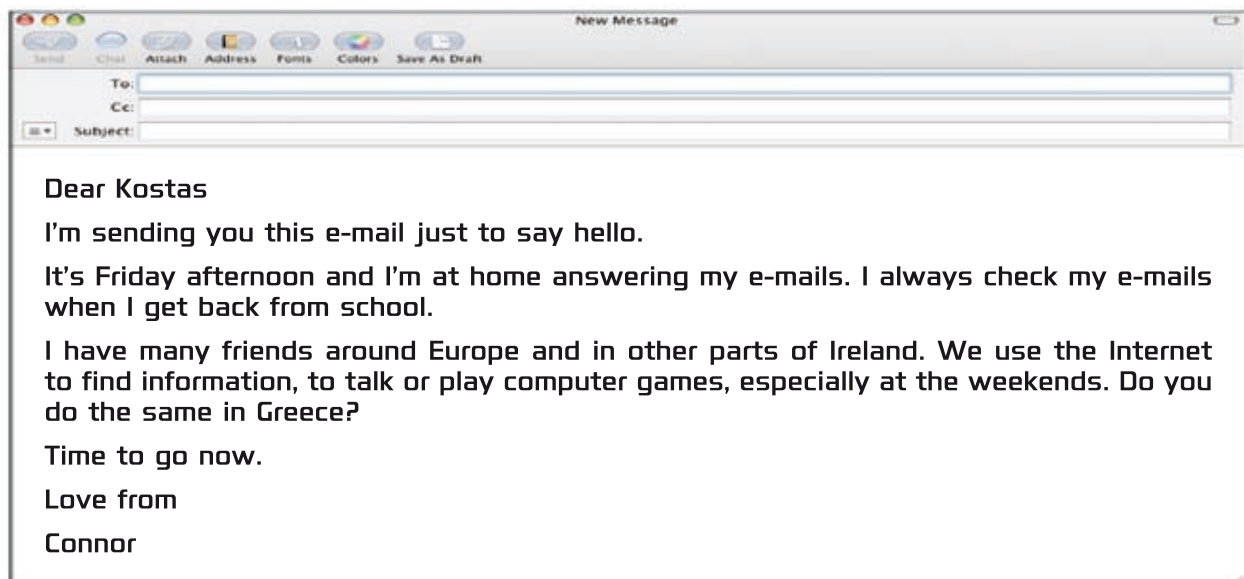 New Message
Send Chat Attach Address Fonts Colors Save As Draft
To:
Cc:
Subject:
Dear Kostas
I'm sending you this e-mail just to say hello.
It's Friday afternoon and I'm at home answering my e-mails. I always check my e-mails
when I get back from school.
I have many friends around Europe and in other parts of Ireland. We use the Internet
to find information, to talk or play computer games, especially at the weekends. Do you
do the same in Greece?
Time to go now.
Love from
Connor